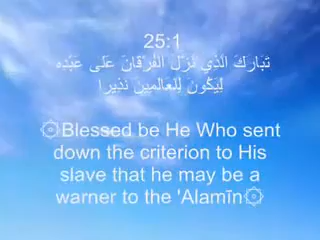 25:1
تَبَارَكَ الَّذِي نَزَّلَ الْفُرْقَانَ عَلَى عَبْدِهِ
لِيَكُونَ لِلْعَالَمِينَ نَذِيرًا
۞Blessed be He Who sent
down the criterion to His
slave that he may be a
warner to the 'Alamīn۞